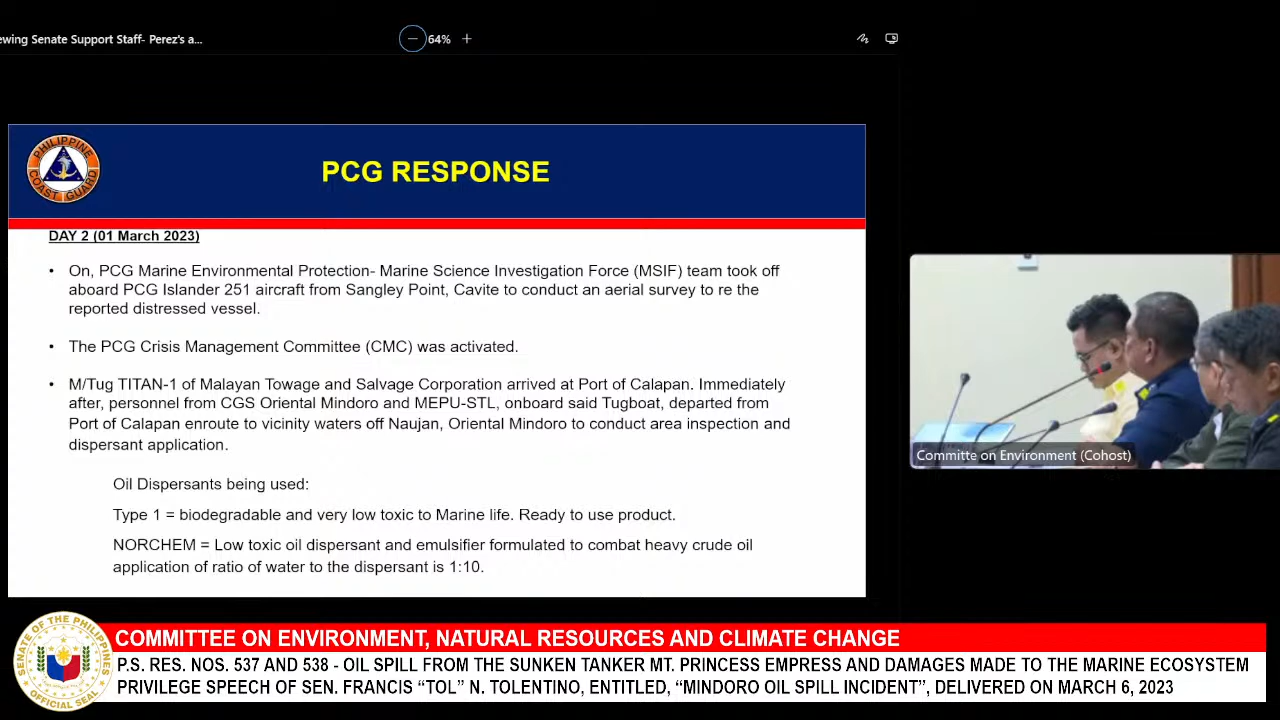 ewing Senate Support Staff- Perez's a...
64%
PHILIPPINE
COAST GUARD
PCG RESPONSE
DAY 2 (01 March 2023)
• On, PCG Marine Environmental Protection- Marine Science Investigation Force (MSIF) team took off
aboard PCG Islander 251 aircraft from Sangley Point, Cavite to conduct an aerial survey to re the
reported distressed vessel.
• The PCG Crisis Management Committee (CMC) was activated.
• M/Tug TITAN-1 of Malayan Towage and Salvage Corporation arrived at Port of Calapan. Immediately
after, personnel from CGS Oriental Mindoro and MEPU-STL, onboard said Tugboat, departed from
Port of Calapan enroute to vicinity waters off Naujan, Oriental Mindoro to conduct area inspection and
dispersant application.
Oil Dispersants being used:
Type 1 = biodegradable and very low toxic to Marine life. Ready to use product.
NORCHEM = Low toxic oil dispersant and emulsifier formulated to combat heavy crude oil
application of ratio of water to the dispersant is 1:10.
Committe on Environment (Cohost)
SENATE OF THE PHILIPPINES
OFFICIAL SEAL
COMMITTEE ON ENVIRONMENT, NATURAL RESOURCES AND CLIMATE CHANGE
P.S. RES. NOS. 537 AND 538 - OIL SPILL FROM THE SUNKEN TANKER MT. PRINCESS EMPRESS AND DAMAGES MADE TO THE MARINE ECOSYSTEM
PRIVILEGE SPEECH OF SEN. FRANCIS “TOL” N. TOLENTINO, ENTITLED, “MINDORO OIL SPILL INCIDENT”, DELIVERED ON MARCH 6, 2023